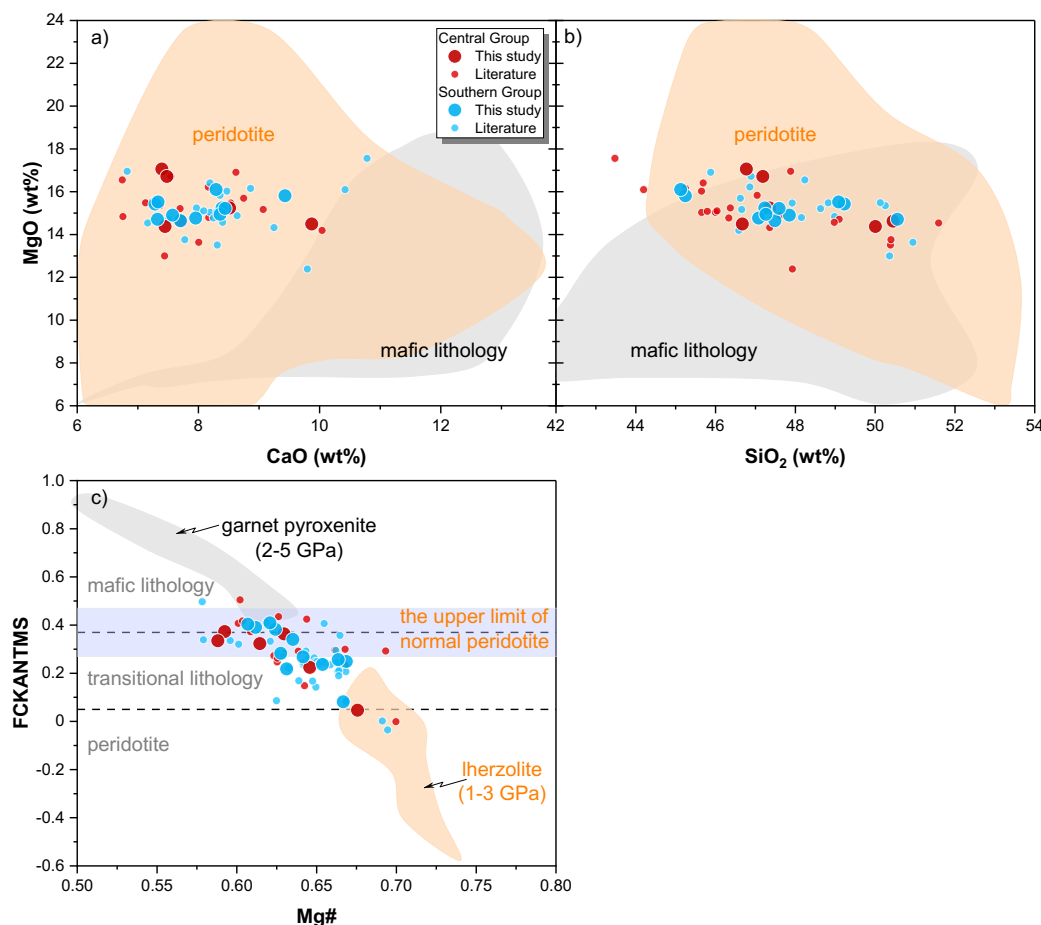 a)
24
22
20
18
16
14
12
10
8
6
MgO (wt%)
peridotite
mafic lithology
6
8
10
12
CaO (wt%)
Central Group
This study
Literature
Southern Group
This study
Literature
b)
peridotite
mafic lithology
42
44
46
48
50
52
54
SiO₂ (wt%)
c)
1.0
0.8
0.6
0.4
0.2
0
-0.2
-0.4
-0.6
FCKANTMS
garnet pyroxenite
(2-5 GPa)
mafic lithology
the upper limit of
normal peridotite
transitional lithology
peridotite
lherzolite
(1-3 GPa)
0.50
0.55
0.60
0.65
0.70
0.75
0.80
Mg#